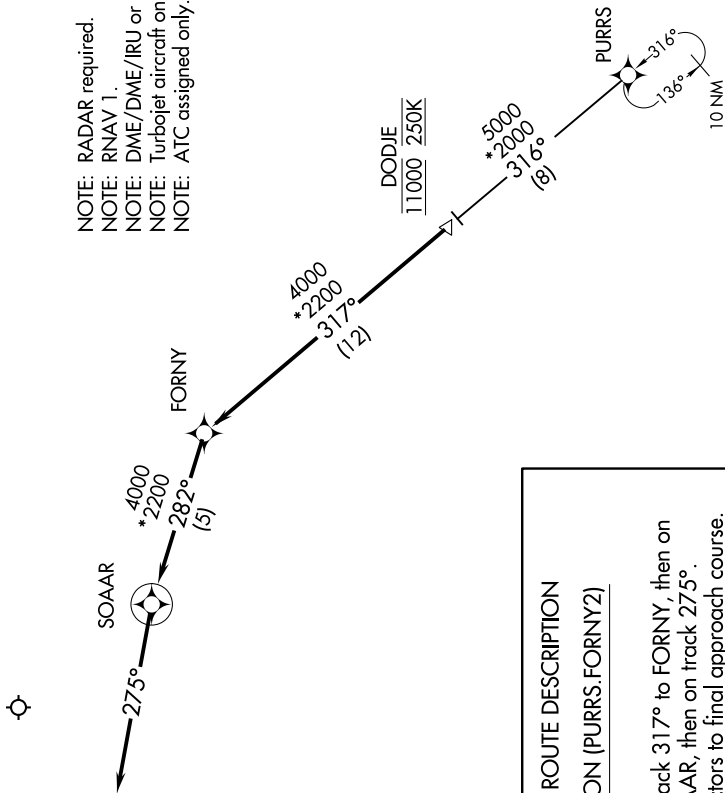 NOTE: RADAR required.
NOTE: RNAV 1.
NOTE: DME/DME/IRU or
NOTE: Turbojet aircraft on
NOTE: ATC assigned only.
PURRS
316°
136°
10 NM
DODJE
11000 250K
5000
*2000
316°
(8)
4000
*2200
317°
(12)
FORNY
4000
*2200
282°
(5)
SOAAR
275°
ROUTE DESCRIPTION
ON (PURRS.FORNY2)
ack 317° to FORNY, then on
AAR, then on track 275°.
ctors to final approach course.